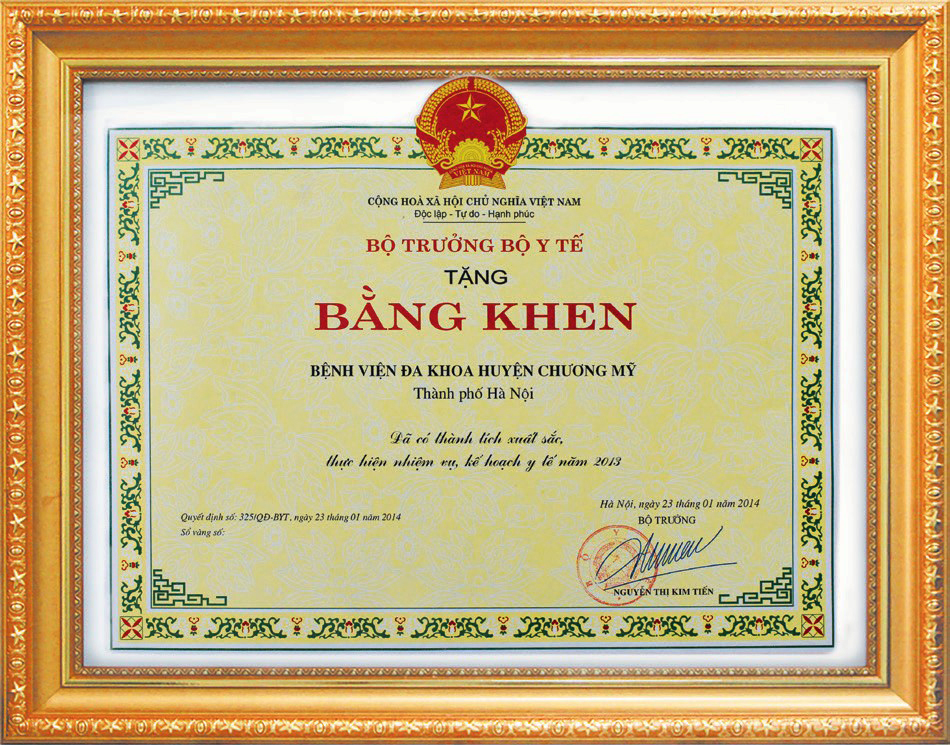 VIỆT NAM
CỘNG HOÀ XÃ HỘI CHỦ NGHĨA VIỆT NAM
Độc lập - Tự do - Hạnh phúc
BỘ TRƯỞNG BỘ Y TẾ
TẶNG
BẰNG KHEN
BỆNH VIỆN ĐA KHOA HUYỆN CHƯƠNG MỸ
Thành phố Hà Nội
Đã có thành tích xuất sắc,
thực hiện nhiệm vụ, kế hoạch y tế năm 2013
Quyết định số: 325/QĐ-BYT, ngày 23 tháng 01 năm 2014
Sổ vàng số:
Hà Nội, ngày 23 tháng 01 năm 2014
BỘ TRƯỞNG
NGUYỄN THỊ KIM TIẾN